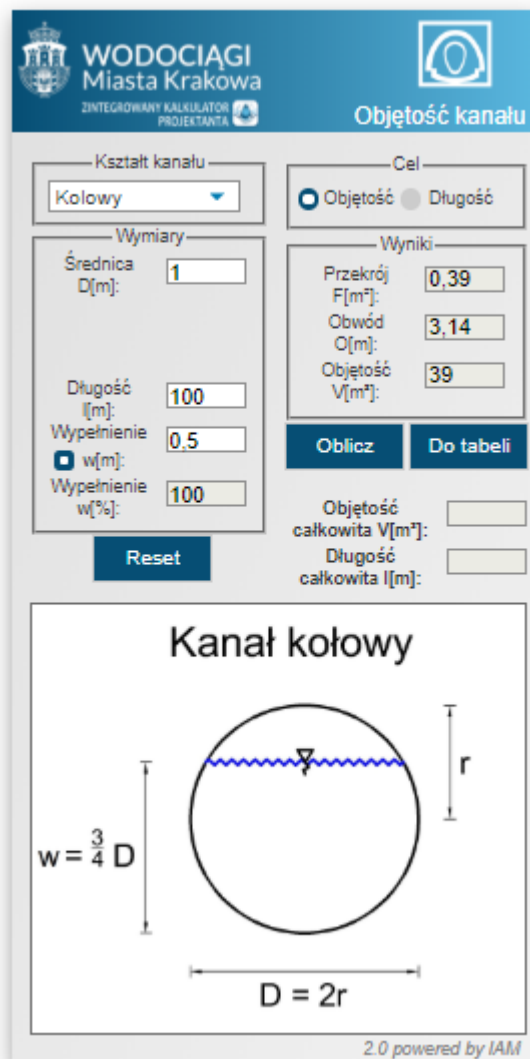 WODOCIĄGI
Miasta Krakowa
ZINTEGROWANY KALKULATOR
PROJEKTANTA
Objętość kanału
Kształt kanału
Kołowy
Cel
Objętość
Długość
Wymiary
Średnica
D[m]:
1
Długość
l[m]:
100
Wypełnienie
w[m]:
0,5
Wypełnienie
w[%]:
100
Reset
Wyniki
Przekrój
F[m²]:
0,39
Obwód
O[m]:
3,14
Objętość
V[m³]:
39
Oblicz
Do tabeli
Objętość
całkowita V[m³]:
Długość
całkowita l[m]:
Kanał kołowy
r
w = 3/4 D
D = 2r
2.0 powered by IAM